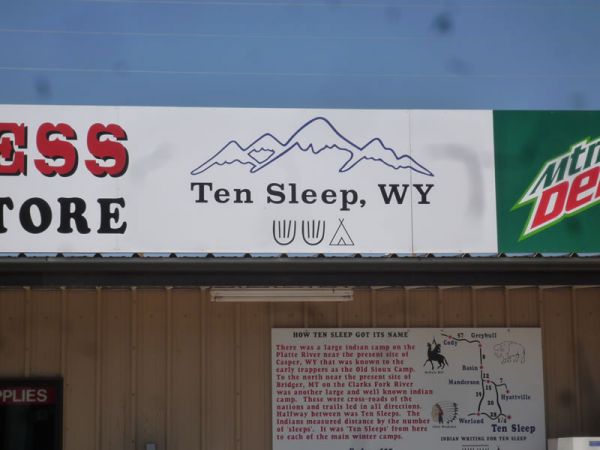 ESS
TORE
Ten Sleep, WY
Mtn
DE
PPLIES
HOW TEN SLEEP GOT ITS NAME
There was a large indian camp on the
Platte River near the present site of
Casper, WY that was known to the
early trappers as the Old Sioux Camp.
To the north near the present site of
Bridger, MT on the Clarks Fork River
was another large and well known indian
camp. These were cross-roads of the
nations and trails led in all directions.
Halfway between was Ten Sleeps. The
Indians measured distance by the number
of 'sleeps'. It was 'Ten Sleeps' from here
to each of the main winter camps.
57 Greybull
Cody
8
Basin
Manderson
12
Hyattville
Worland
Ten Sleep
INDIAN WRITING FOR TEN SLEEP